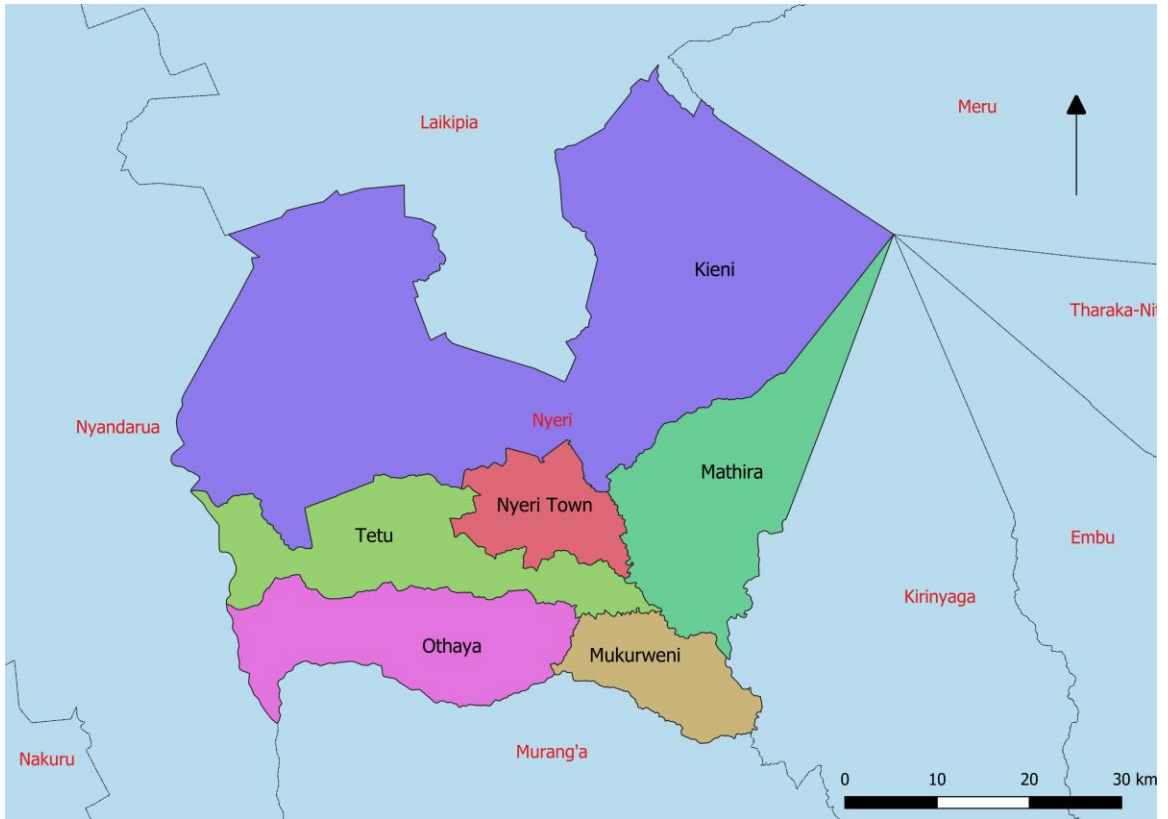 Meru
Laikipia
Kieni
Tharaka-Nit
Nyeri
Nyandarua
Mathira
Nyeri Town
Tetu
Embu
Kirinyaga
Othaya
Mukurweni
Murang'a
Nakuru
0 10 20 30 km